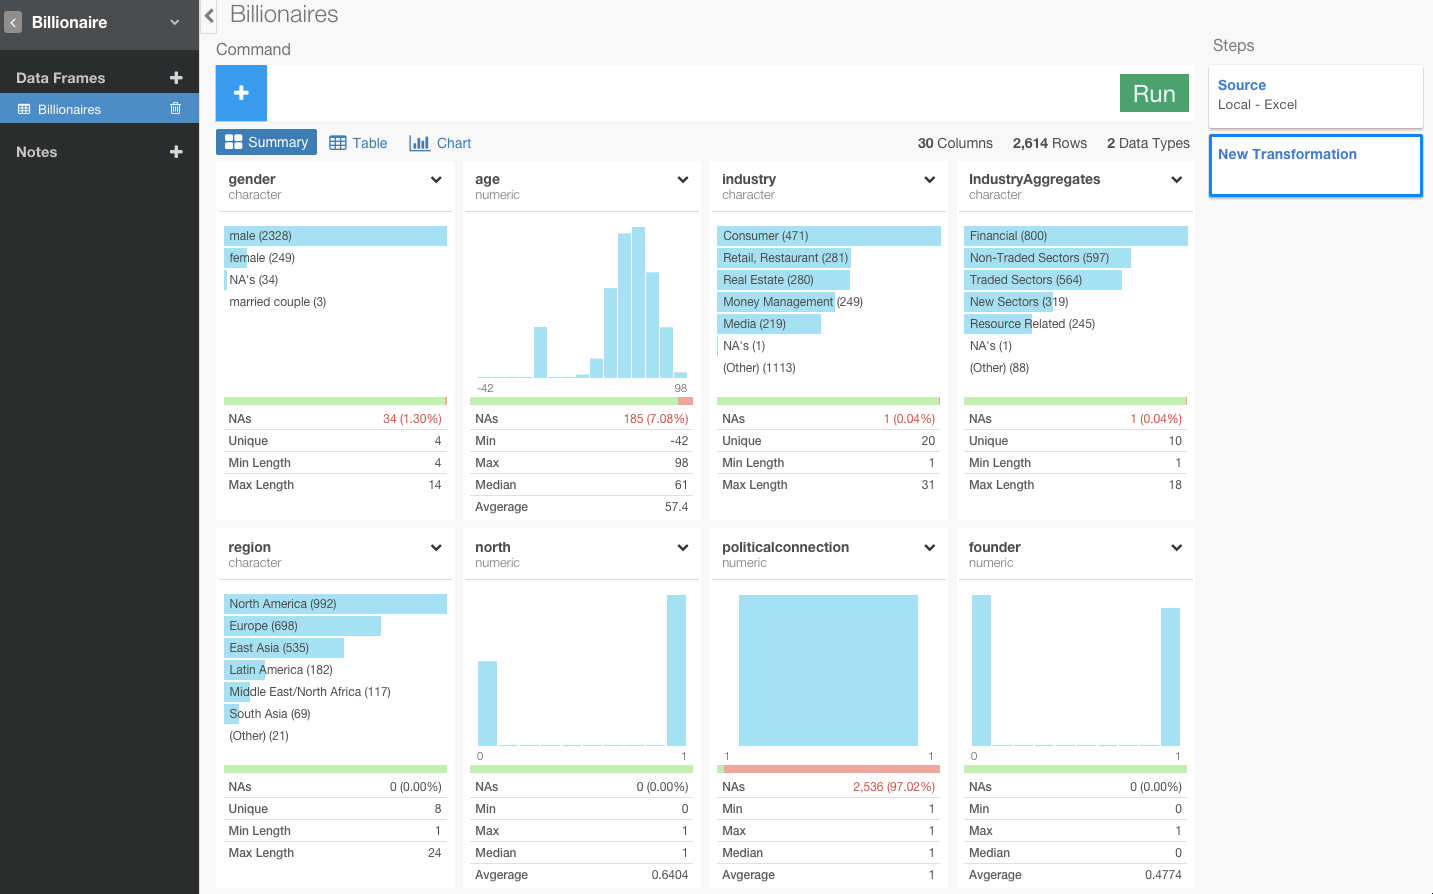 Billionaire
Data Frames
Billionaires
Notes
Billionaires
Command
Run
Summary
Table
Chart
30 Columns 2,614 Rows 2 Data Types
gender
character
male (2328)
female (249)
NA's (34)
married couple (3)
NAs 34 (1.30%)
Unique 4
Min Length 4
Max Length 14
age
numeric
-42 98
NAs 185 (7.08%)
Min -42
Max 98
Median 61
Avgerage 57.4
industry
character
Consumer (471)
Retail, Restaurant (281)
Real Estate (280)
Money Management (249)
Media (219)
NA's (1)
(Other) (1113)
NAs 1 (0.04%)
Unique 20
Min Length 1
Max Length 31
IndustryAggregates
character
Financial (800)
Non-Traded Sectors (597)
Traded Sectors (564)
New Sectors (319)
Resource Related (245)
NA's (1)
(Other) (88)
NAs 1 (0.04%)
Unique 10
Min Length 1
Max Length 18
region
character
North America (992)
Europe (698)
East Asia (535)
Latin America (182)
Middle East/North Africa (117)
South Asia (69)
(Other) (21)
NAs 0 (0.00%)
Unique 8
Min Length 1
Max Length 24
north
numeric
0 1
NAs 0 (0.00%)
Min 0
Max 1
Median 1
Avgerage 0.6404
politicalconnection
numeric
1 1
NAs 2,536 (97.02%)
Min 1
Max 1
Median 1
Avgerage 1
founder
numeric
0 1
NAs 0 (0.00%)
Min 0
Max 1
Median 0
Avgerage 0.4774
Steps
Source
Local - Excel
New Transformation